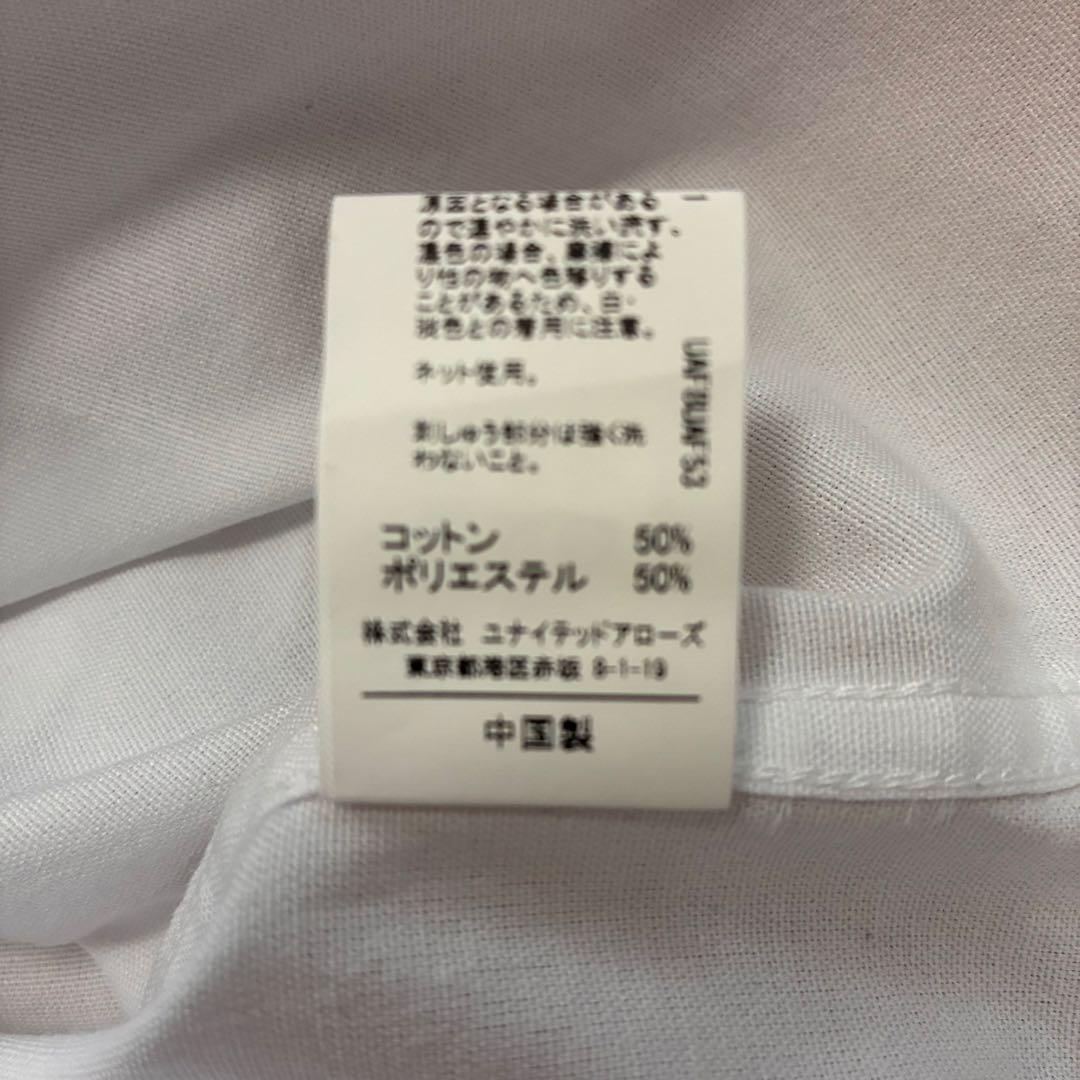 原因となる場合がある
ので速やかに洗い流す。
濃色の場合、摩擦によ
り他の物へ色移りする
ことがあるため、白・
淡色との着用に注意。
ネット使用。
刺しゅう部分は強く洗
わないこと。
コットン 50%
ポリエステル 50%
株式会社 ユナイテッドアローズ
東京都港区赤坂 8-1-19
中国製